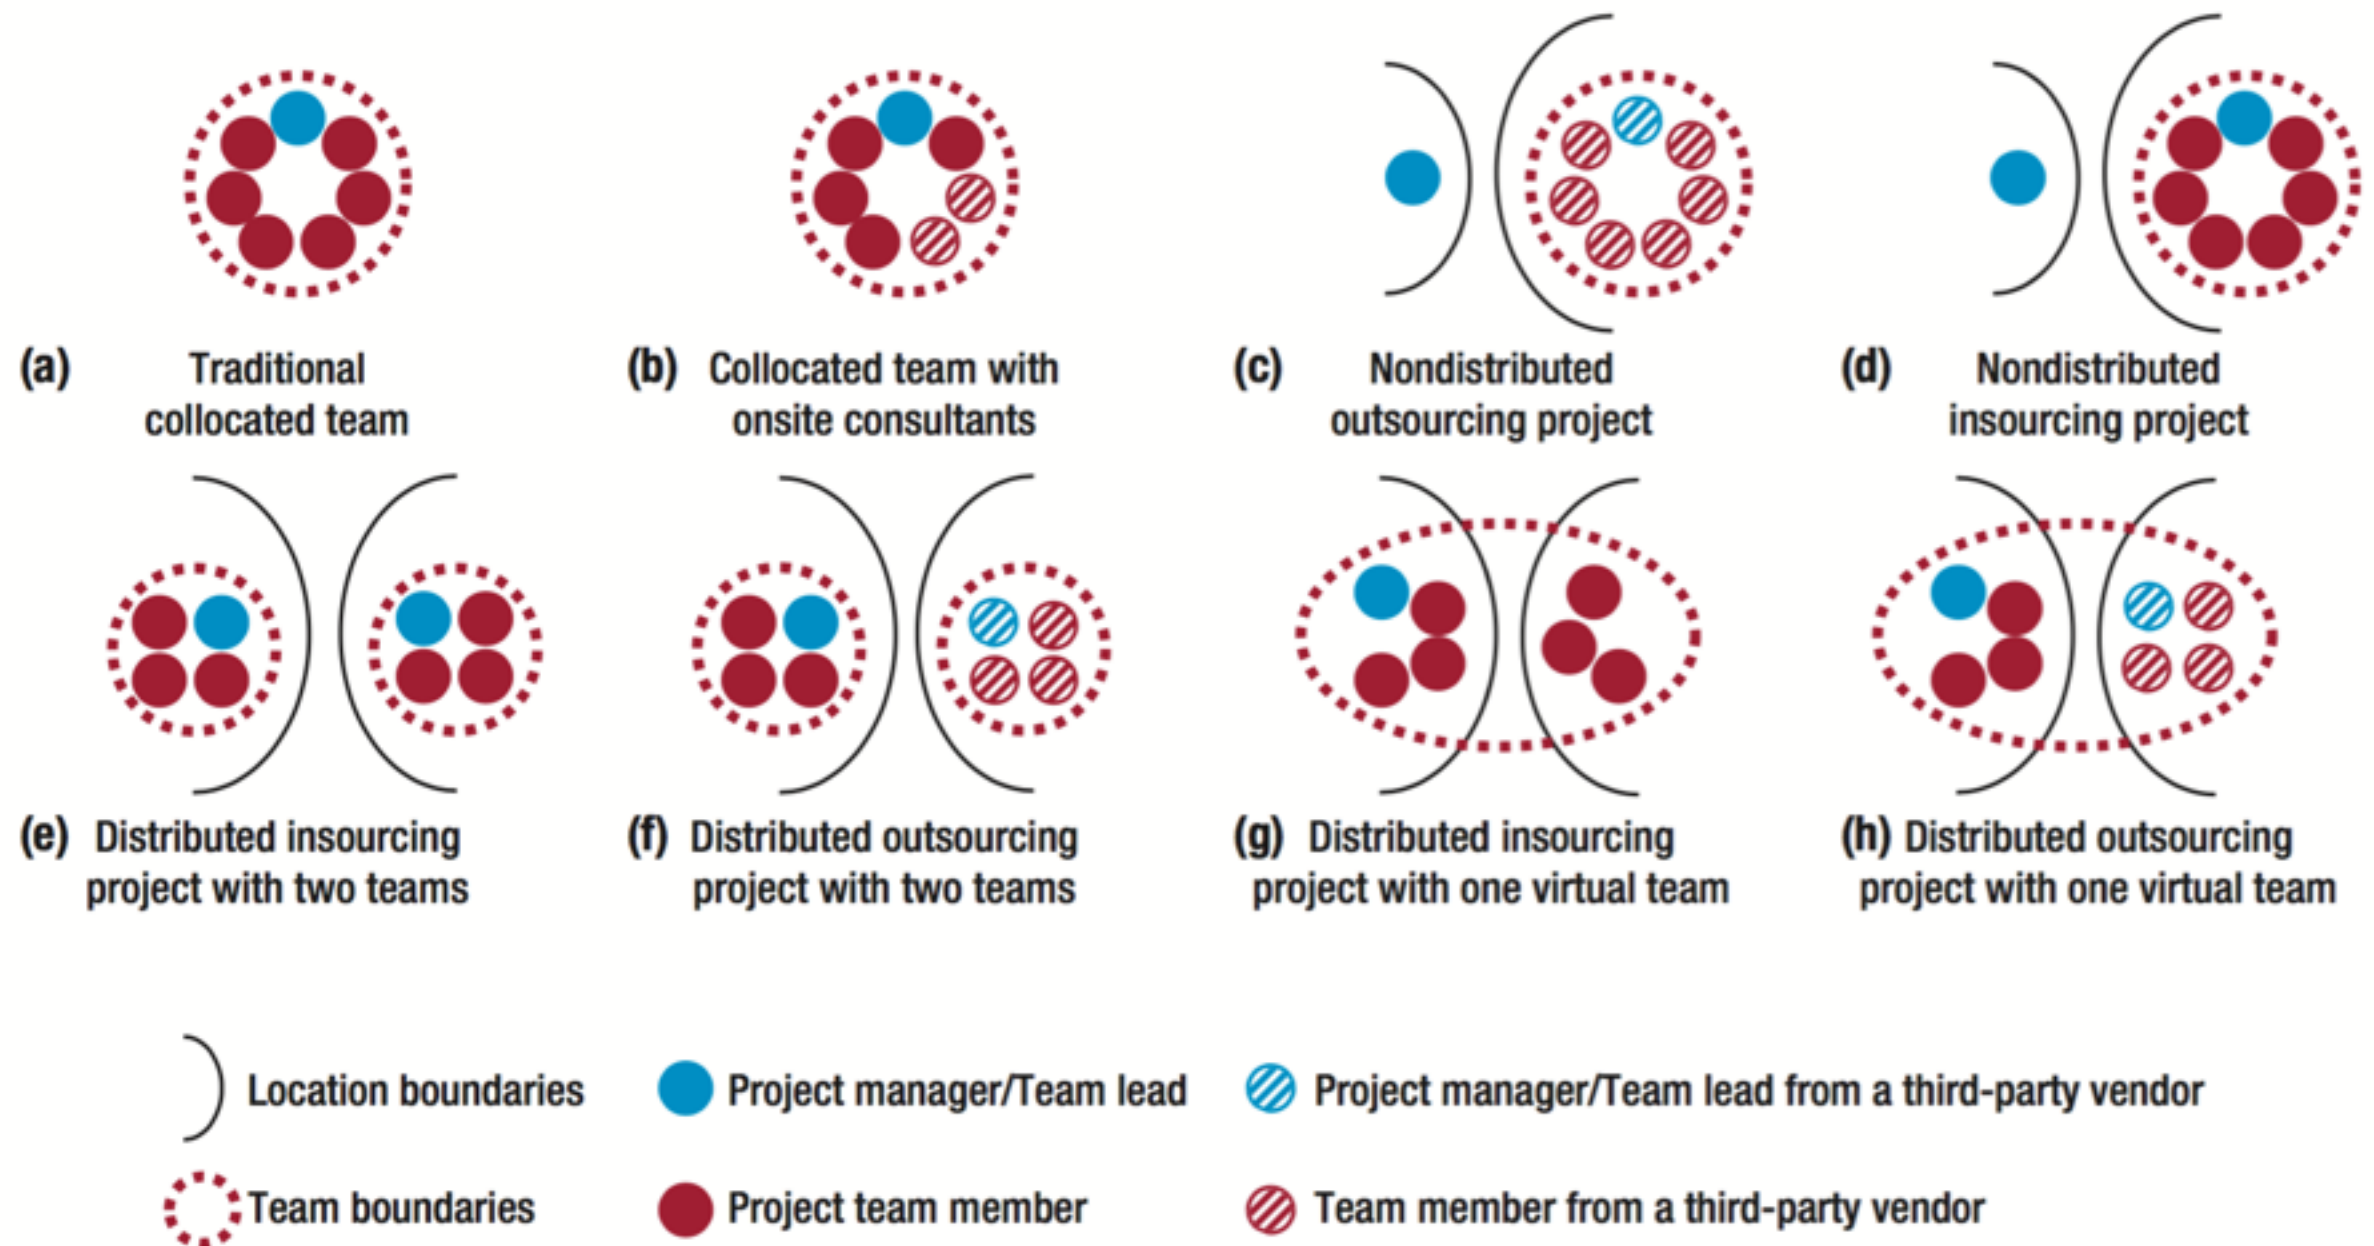 (a) Traditional
collocated team
(b) Collocated team with
onsite consultants
(c) Nondistributed
outsourcing project
(d) Nondistributed
insourcing project
(e) Distributed insourcing
project with two teams
(f) Distributed outsourcing
project with two teams
(g) Distributed insourcing
project with one virtual team
(h) Distributed outsourcing
project with one virtual team
Location boundaries
Project manager/Team lead
Project manager/Team lead from a third-party vendor
Team boundaries
Project team member
Team member from a third-party vendor